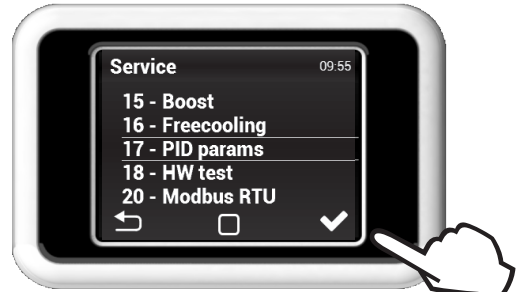 Service 09:55
15 - Boost
16 - Freecooling
17 - PID params
18 - HW test
20 - Modbus RTU